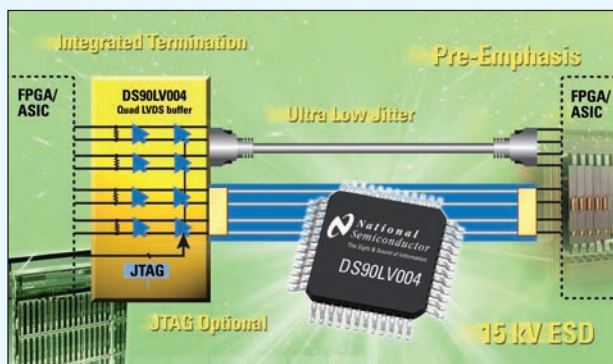 Integrated Termination
Pre-Emphasis
FPGA/
ASIC
DS90LV004
Quad LVDS buffer
Ultra Low Jitter
FPGA/
ASIC
National
Semiconductor
The Sight & Sound of Information
DS90LV004
JTAG
JTAG Optional
15 kV ESD